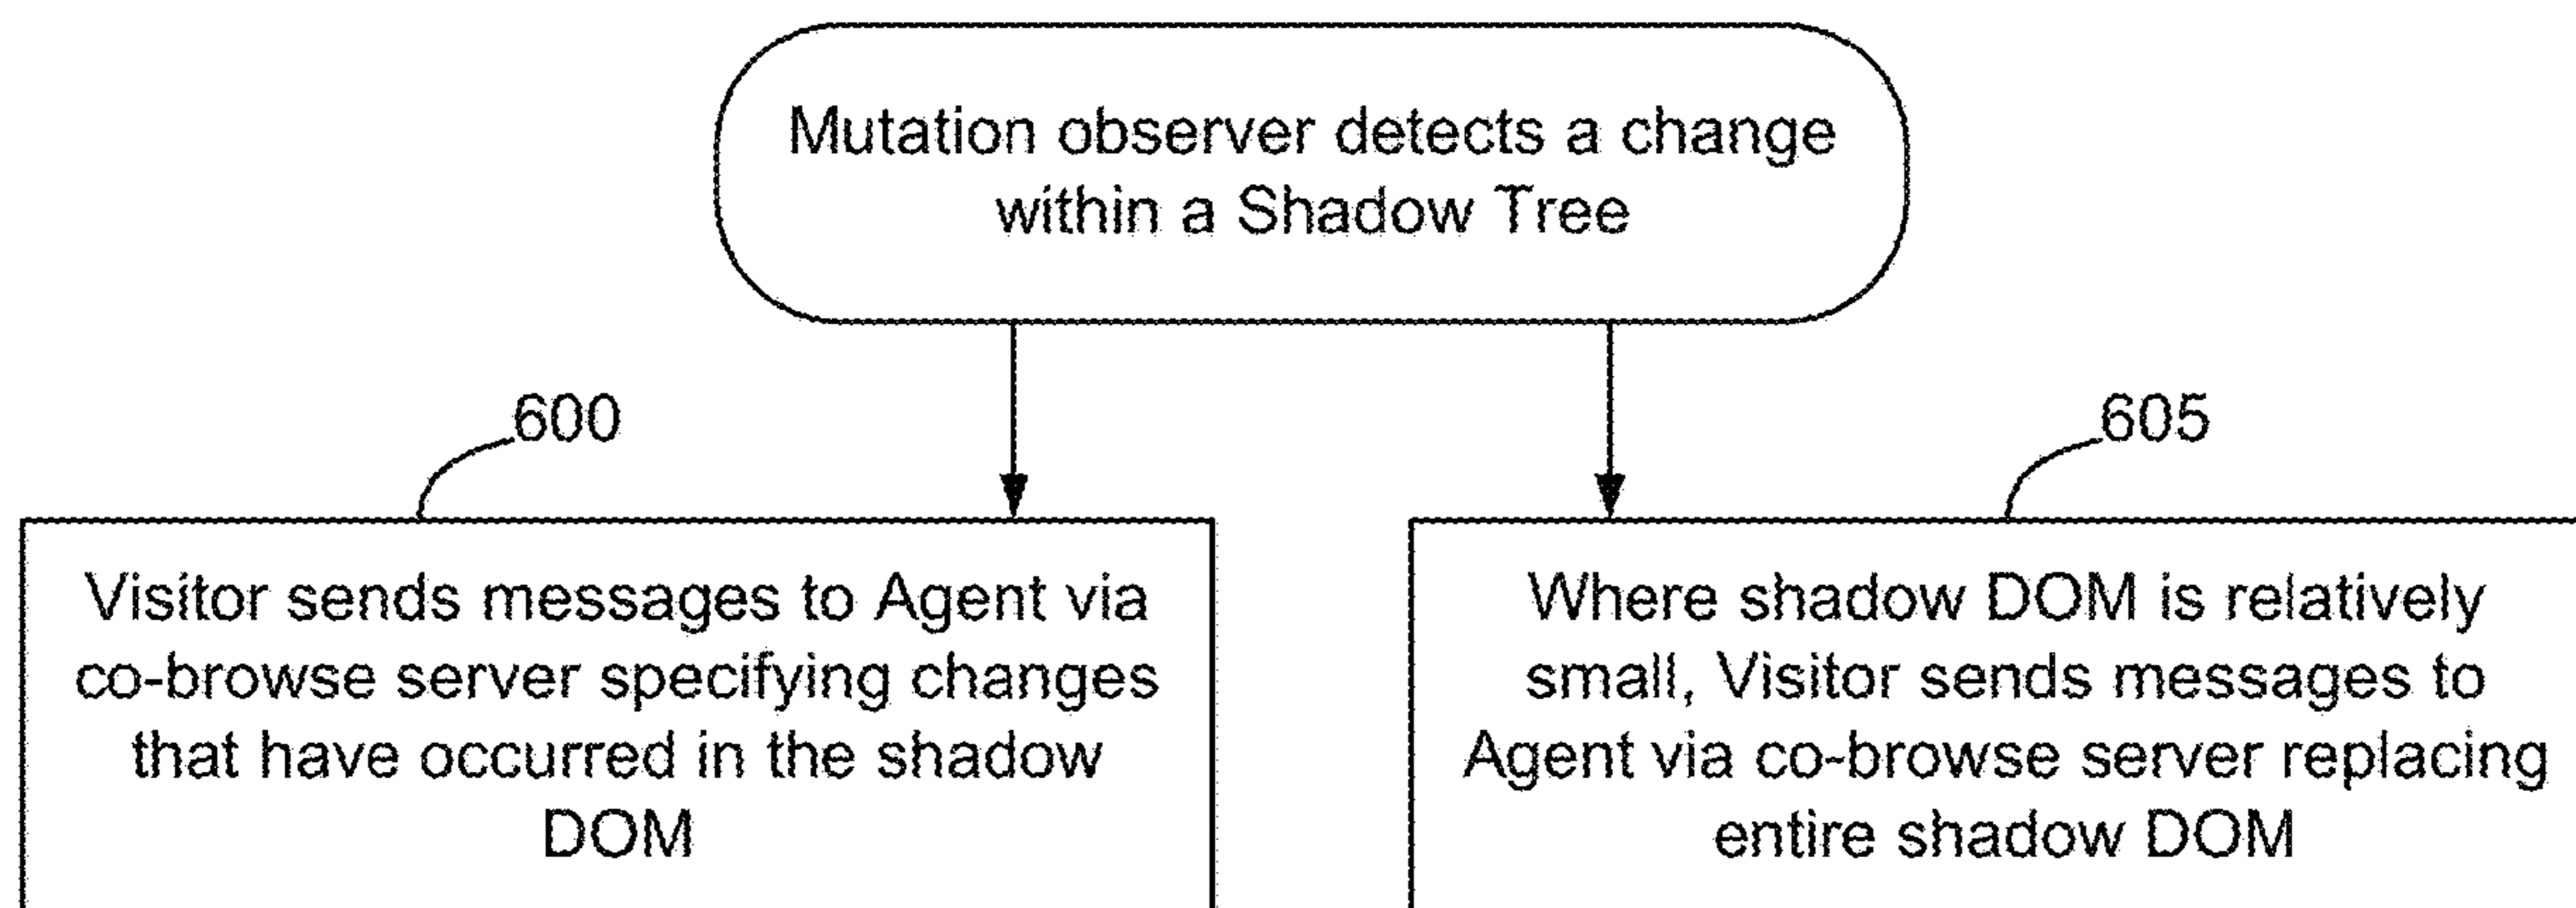 Mutation observer detects a change
within a Shadow Tree
600
605
Visitor sends messages to Agent via
co-browse server specifying changes
that have occurred in the shadow
DOM
Where shadow DOM is relatively
small, Visitor sends messages to
Agent via co-browse server replacing
entire shadow DOM